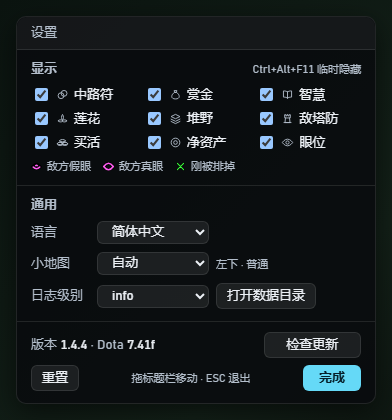 设置
显示 Ctrl+Alt+F11 临时隐藏
中路符 赏金 智慧
莲花 堆野 敌塔防
买活 净资产 眼位
敌方假眼 敌方真眼 刚被排掉
通用
语言 简体中文
小地图 自动 左下 · 普通
日志级别 info 打开数据目录
版本 1.4.4 · Dota 7.41f 检查更新
重置 拖标题栏移动 · ESC 退出 完成